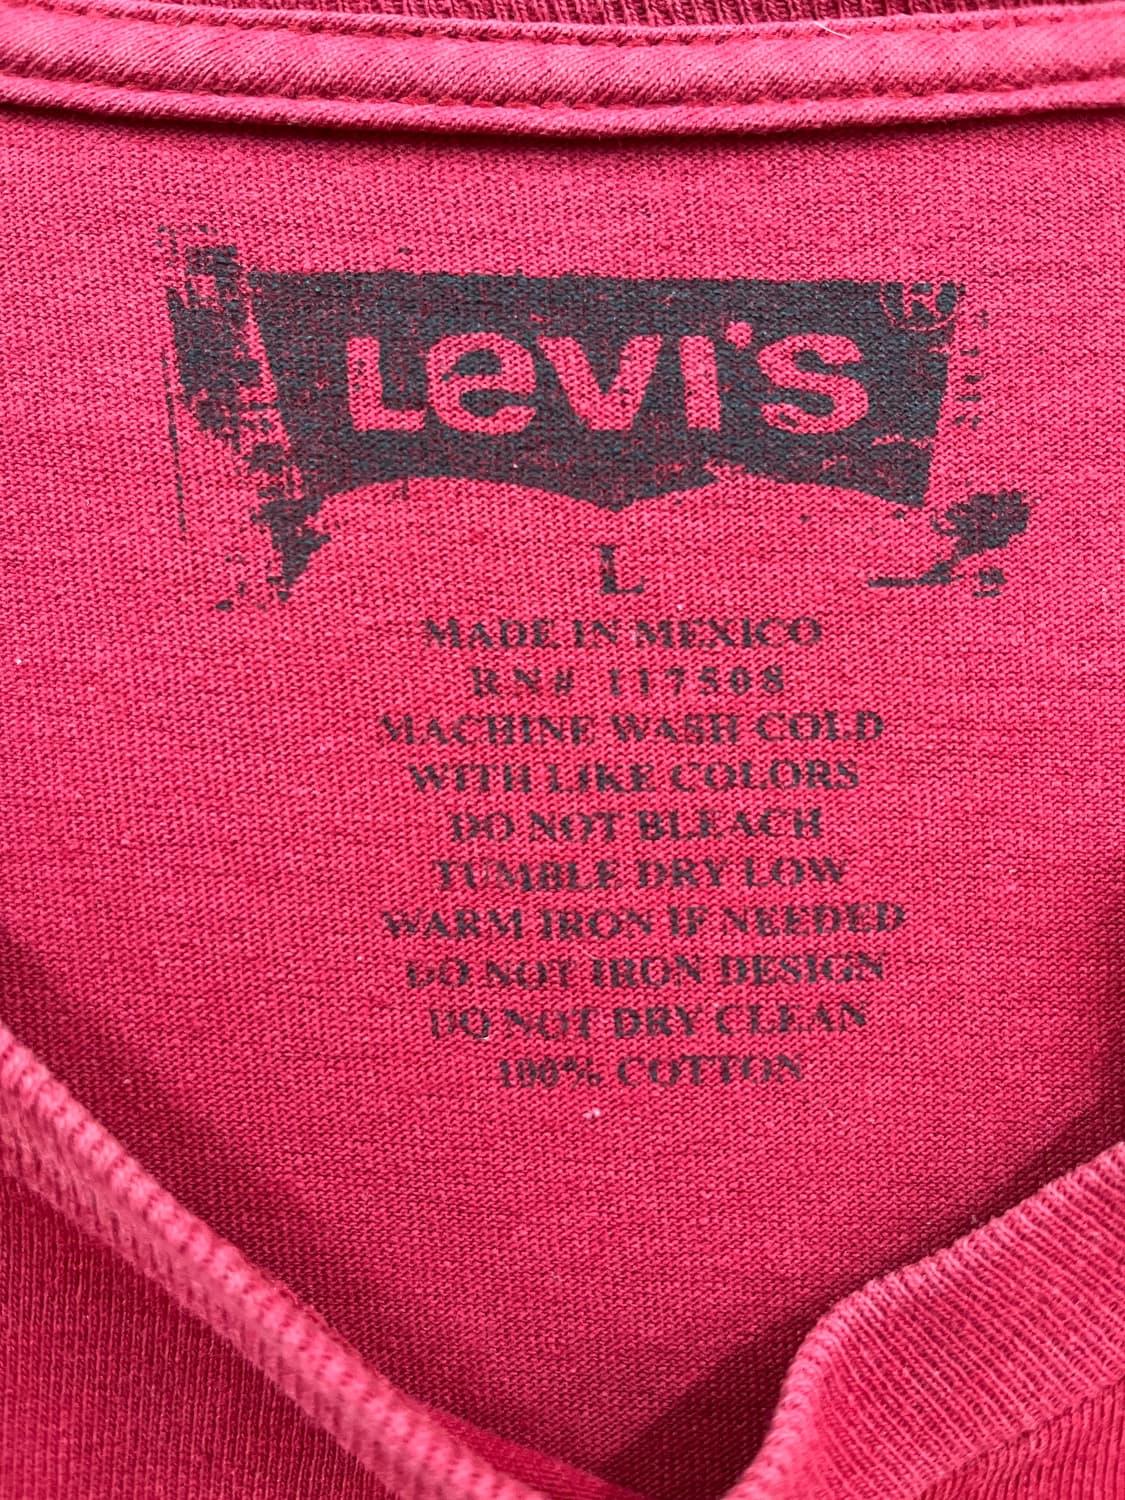 Levi's ®
L
MADE IN MEXICO
RN# 117508
MACHINE WASH COLD
WITH LIKE COLORS
DO NOT BLEACH
TUMBLE DRY LOW
WARM IRON IF NEEDED
DO NOT IRON DESIGN
DO NOT DRY CLEAN
100% COTTON